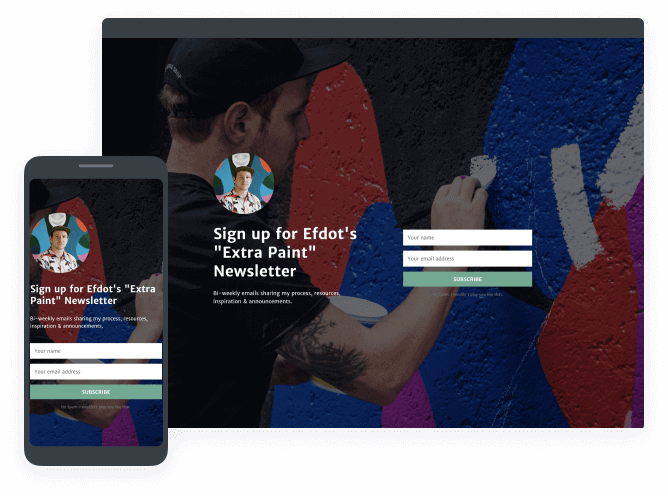 Sign up for Efdot's
"Extra Paint"
Newsletter
Bi-weekly emails sharing my process, resources,
inspiration & announcements.
Your name
Your email address
SUBSCRIBE
Sign up for Efdot's "Extra
Paint" Newsletter
Bi-weekly emails sharing my process, resources,
inspiration & announcements.
Your name
Your email address
SUBSCRIBE